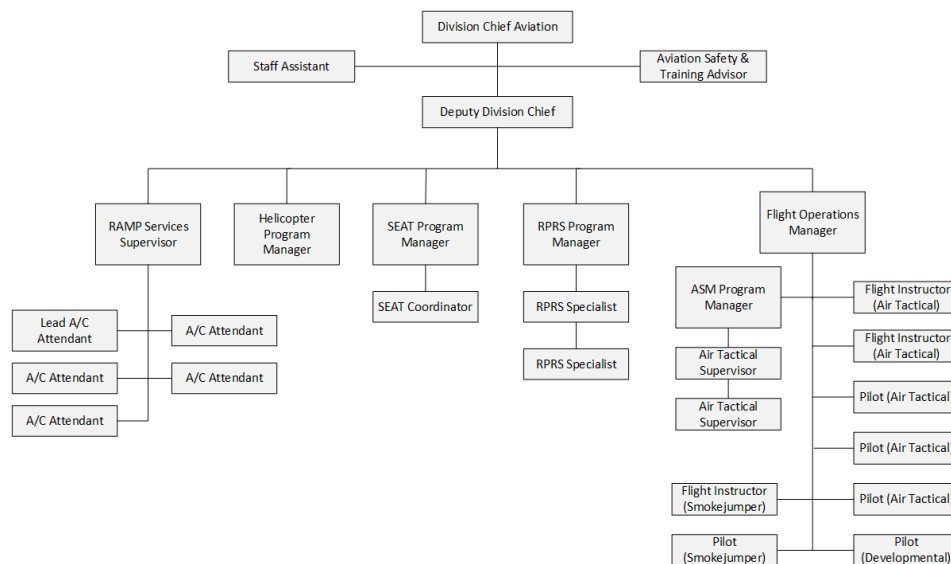 Division Chief Aviation
Staff Assistant
Aviation Safety &
Training Advisor
Deputy Division Chief
RAMP Services
Supervisor
Helicopter
Program
Manager
SEAT Program
Manager
RPRS Program
Manager
Flight Operations
Manager
SEAT Coordinator
RPRS Specialist
RPRS Specialist
Lead A/C
Attendant
A/C Attendant
A/C Attendant
A/C Attendant
A/C Attendant
ASM Program
Manager
Air Tactical
Supervisor
Air Tactical
Supervisor
Flight Instructor
(Air Tactical)
Flight Instructor
(Air Tactical)
Pilot (Air Tactical)
Pilot (Air Tactical)
Flight Instructor
(Smokejumper)
Pilot (Air Tactical)
Pilot
(Smokejumper)
Pilot
(Developmental)